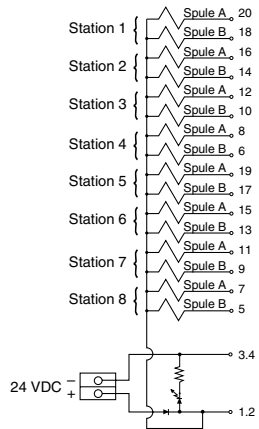 Station 1 { Spule A 20
Spule B 18
Station 2 { Spule A 16
Spule B 14
Station 3 { Spule A 12
Spule B 10
Station 4 { Spule A 8
Spule B 6
Station 5 { Spule A 19
Spule B 17
Station 6 { Spule A 15
Spule B 13
Station 7 { Spule A 11
Spule B 9
Station 8 { Spule A 7
Spule B 5
3.4
24 VDC – +
1.2